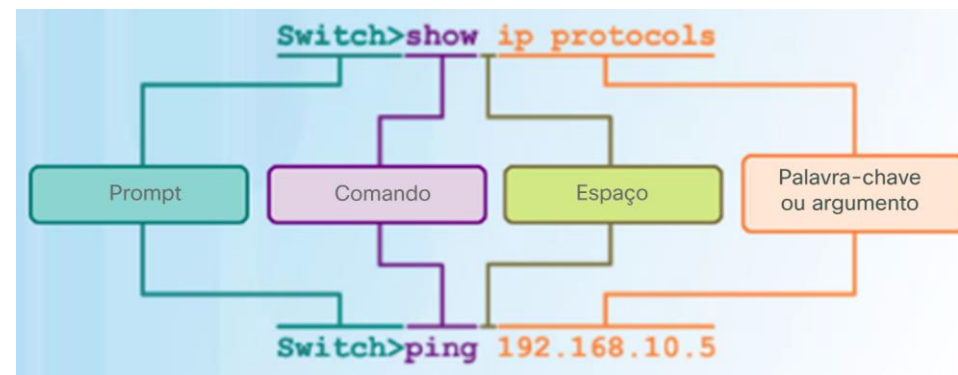 Switch>show ip protocols
Prompt
Comando
Espaço
Palavra-chave
ou argumento
Switch>ping 192.168.10.5